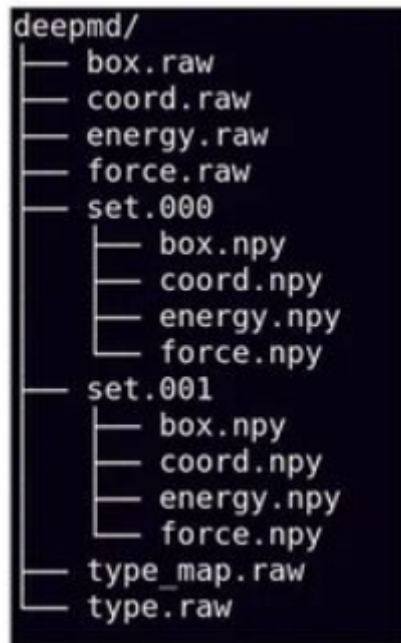 deepmd/
├── box.raw
├── coord.raw
├── energy.raw
├── force.raw
├── set.000
│   ├── box.npy
│   ├── coord.npy
│   ├── energy.npy
│   └── force.npy
├── set.001
│   ├── box.npy
│   ├── coord.npy
│   ├── energy.npy
│   └── force.npy
├── type_map.raw
└── type.raw